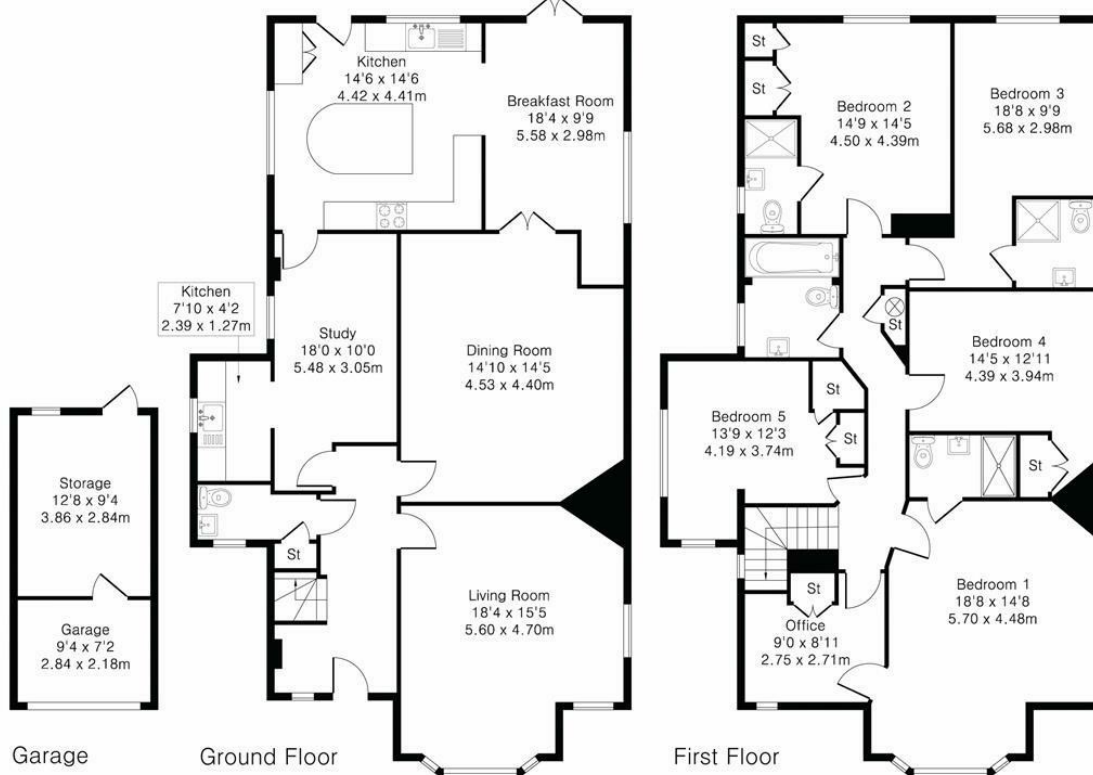 Kitchen
14'6 x 14'6
4.42 x 4.41m
Breakfast Room
18'4 x 9'9
5.58 x 2.98m
Kitchen
7'10 x 4'2
2.39 x 1.27m
Study
18'0 x 10'0
5.48 x 3.05m
Dining Room
14'10 x 14'5
4.53 x 4.40m
Storage
12'8 x 9'4
3.86 x 2.84m
St
Garage
9'4 x 7'2
2.84 x 2.18m
Living Room
18'4 x 15'5
5.60 x 4.70m
Garage
Ground Floor
St
St
Bedroom 2
14'9 x 14'5
4.50 x 4.39m
Bedroom 3
18'8 x 9'9
5.68 x 2.98m
St
Bedroom 4
14'5 x 12'11
4.39 x 3.94m
St
Bedroom 5
13'9 x 12'3
4.19 x 3.74m
St
St
St
Bedroom 1
18'8 x 14'8
5.70 x 4.48m
Office
9'0 x 8'11
2.75 x 2.71m
First Floor